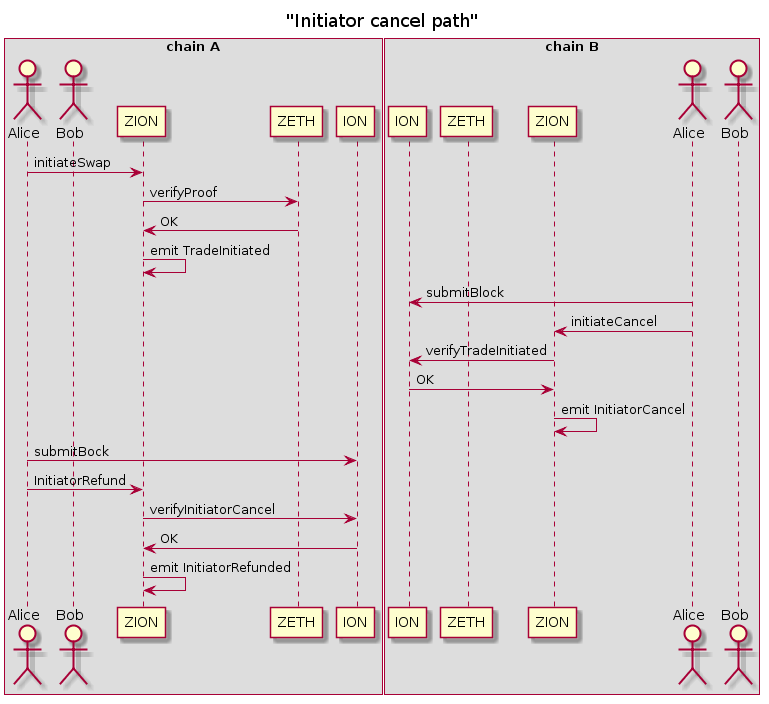 "Initiator cancel path"
chain A
chain B
Alice
Bob
ZION
ZETH
ION
ION
ZETH
ZION
Alice
Bob
initiateSwap
verifyProof
OK
emit TradeInitiated
submitBlock
initiateCancel
verifyTradeInitiated
OK
emit InitiatorCancel
submitBock
InitiatorRefund
verifyInitiatorCancel
OK
emit InitiatorRefunded
Alice
Bob
ZION
ZETH
ION
ION
ZETH
ZION
Alice
Bob